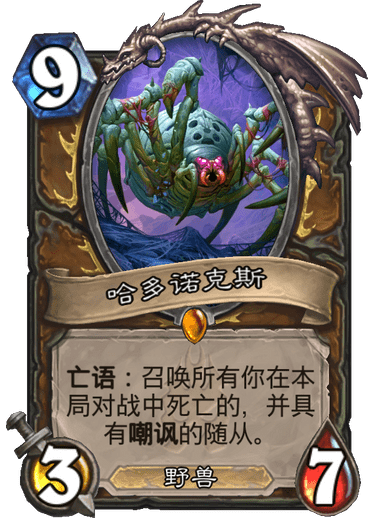 9
哈多诺克斯
亡语：召唤所有你在本
局对战中死亡的，并具
有嘲讽的随从。
3
野兽
7